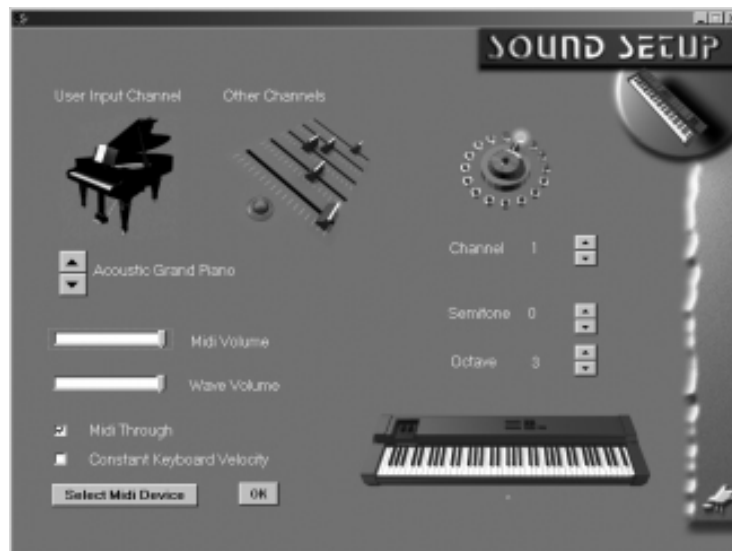 SOUND SETUP
User Input Channel
Other Channels
Channel 1
Acoustic Grand Piano
Semitone 0
Midi Volume
Octave 3
Wave Volume
Midi Through
Constant Keyboard Velocity
Select Midi Device
OK